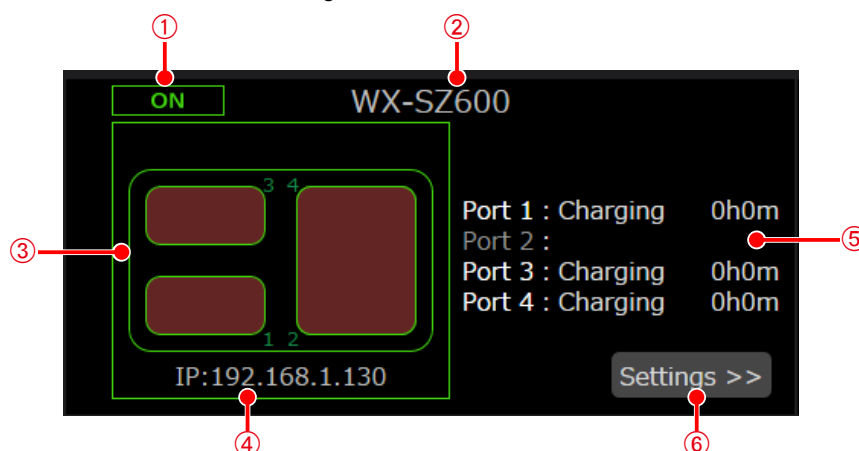 ① ②
ON WX-SZ600
3 4
Port 1 : Charging 0h0m
③ Port 2 : ⑤
Port 3 : Charging 0h0m
Port 4 : Charging 0h0m
1 2
IP:192.168.1.130 Settings >>
④ ⑥